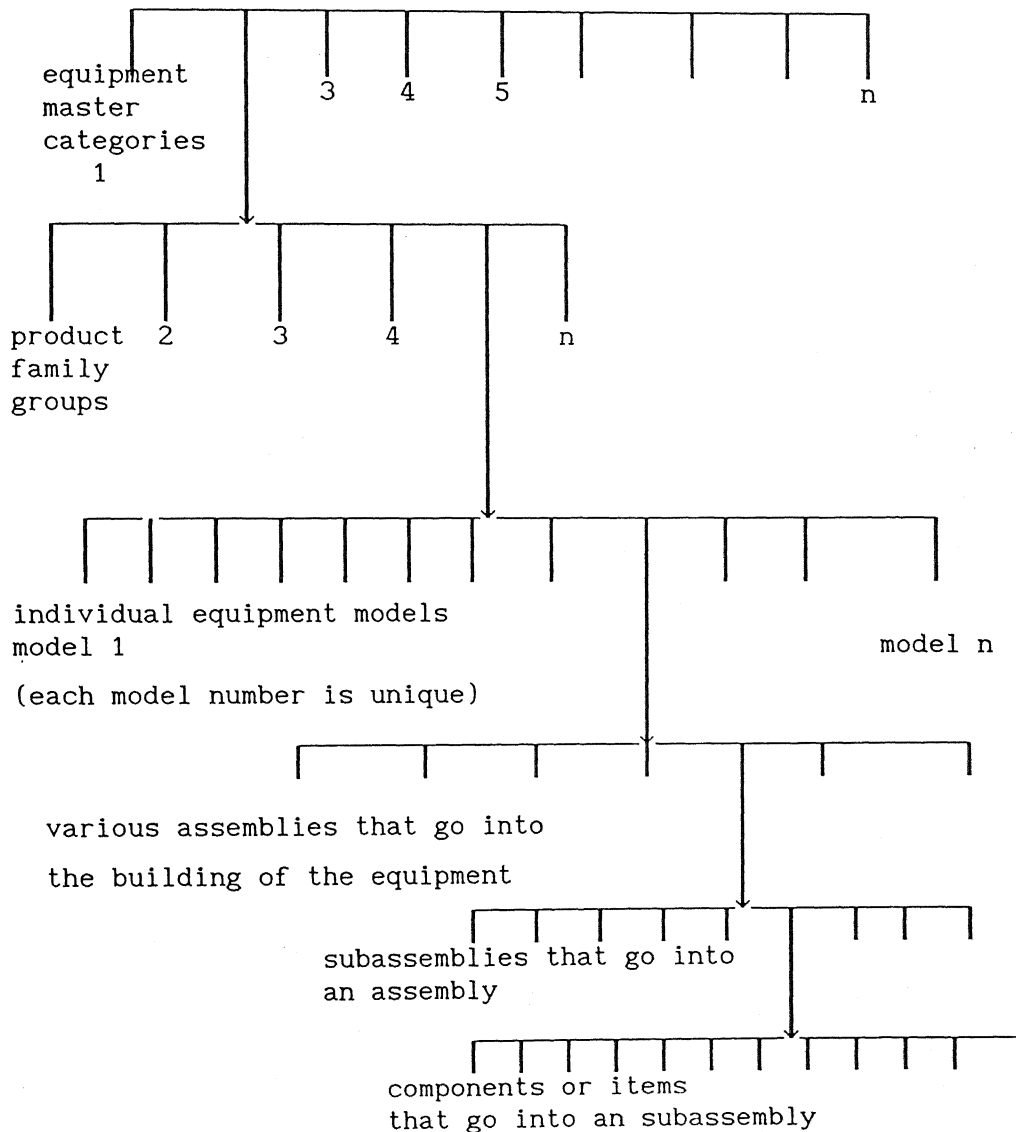 equipment
master
categories
1
3 4 5 n
product 2 3 4 n
family
groups
individual equipment models
model 1 model n
(each model number is unique)
various assemblies that go into
the building of the equipment
subassemblies that go into
an assembly
components or items
that go into an subassembly